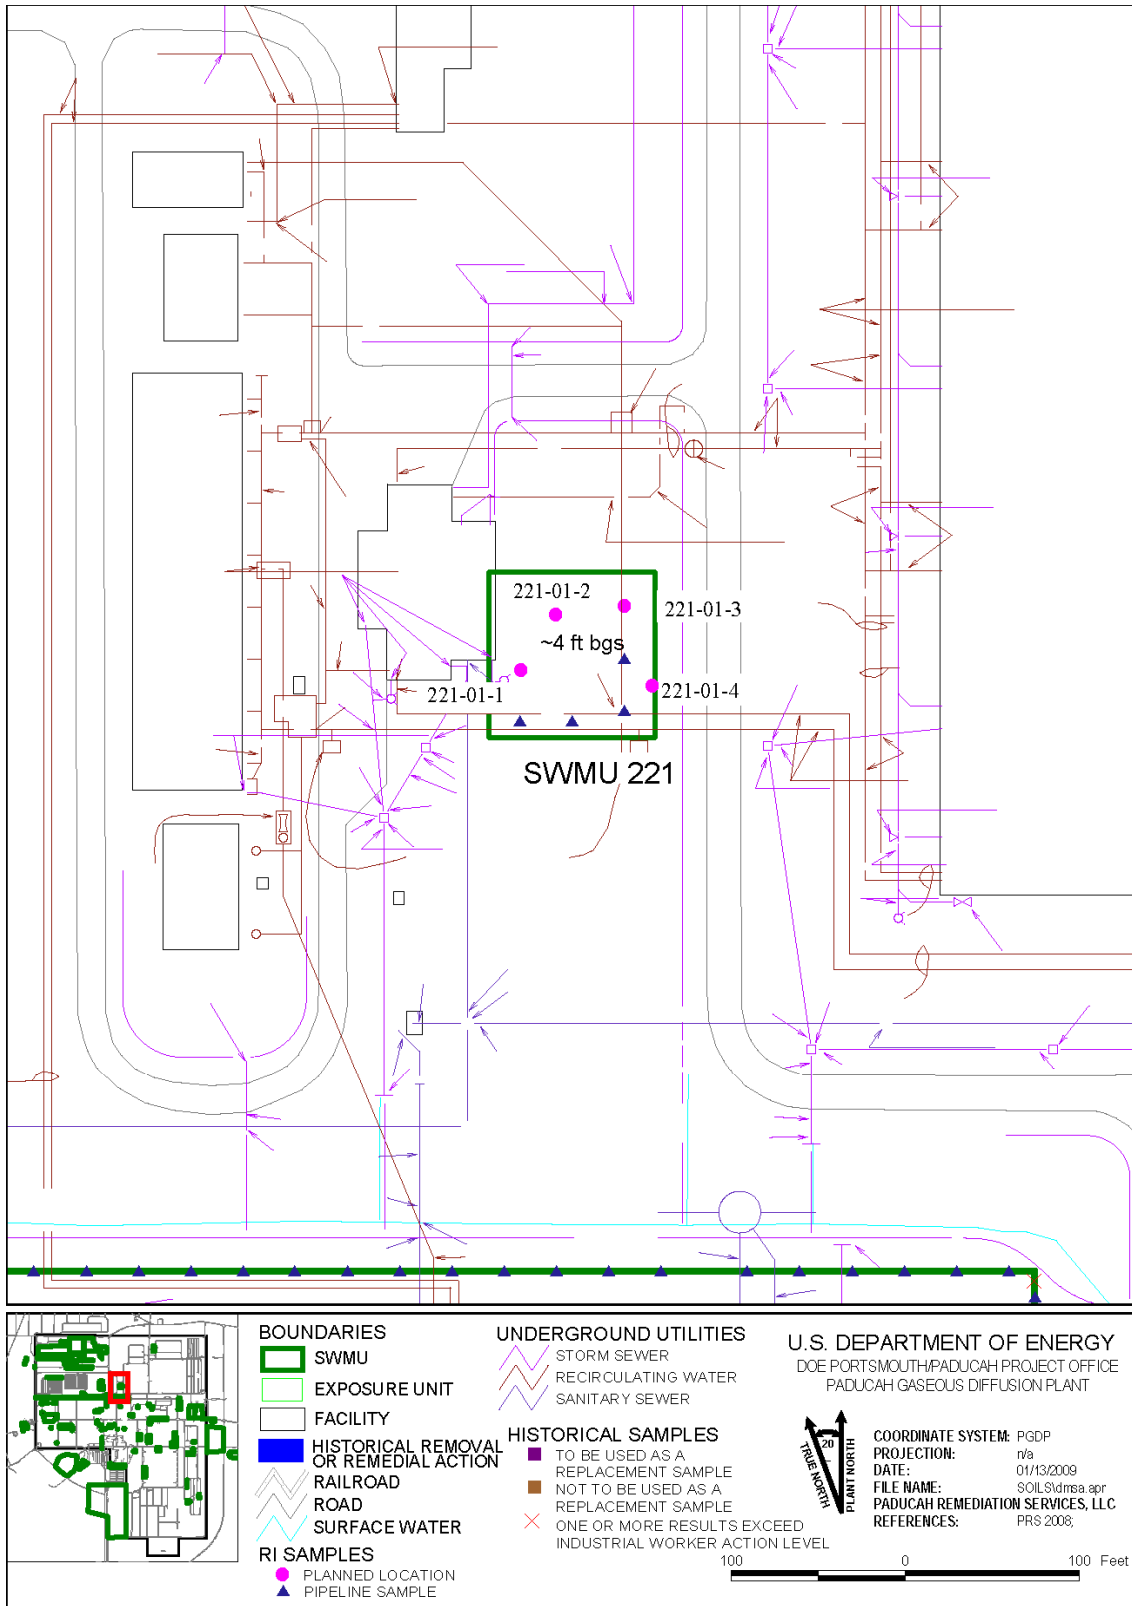 221-01-2
221-01-3
~4 ft bgs
221-01-1
221-01-4
SWMU 221
BOUNDARIES
SWMU
EXPOSURE UNIT
FACILITY
HISTORICAL REMOVAL
OR REMEDIAL ACTION
RAILROAD
ROAD
SURFACE WATER
RI SAMPLES
PLANNED LOCATION
PIPELINE SAMPLE
UNDERGROUND UTILITIES
STORM SEWER
RECIRCULATING WATER
SANITARY SEWER
HISTORICAL SAMPLES
TO BE USED AS A
REPLACEMENT SAMPLE
NOT TO BE USED AS A
REPLACEMENT SAMPLE
ONE OR MORE RESULTS EXCEED
INDUSTRIAL WORKER ACTION LEVEL
U.S. DEPARTMENT OF ENERGY
DOE PORTSMOUTH/PADUCAH PROJECT OFFICE
PADUCAH GASEOUS DIFFUSION PLANT
20
TRUE NORTH
PLANT NORTH
COORDINATE SYSTEM: PGDP
PROJECTION: n/a
DATE: 01/13/2009
FILE NAME: SOILS\dmsa.apr
PADUCAH REMEDIATION SERVICES, LLC
REFERENCES: PRS 2008;
100 0 100 Feet